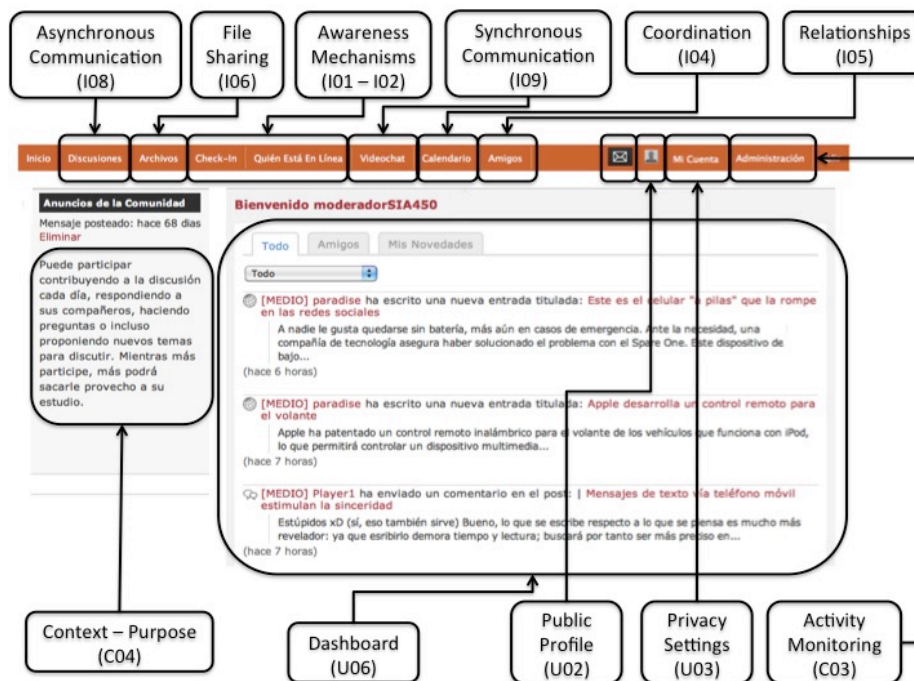 Asynchronous
Communication
(I08)
File
Sharing
(I06)
Awareness
Mechanisms
(I01 – I02)
Synchronous
Communication
(I09)
Coordination
(I04)
Relationships
(I05)
Inicio Discusiones Archivos Check-In Quién Está En Línea Videochat Calendario Amigos Mi Cuenta Administración
Anuncios de la Comunidad
Mensaje posteado: hace 68 dias
Eliminar
Puede participar
contribuyendo a la discusión
cada día, respondiendo a
sus compañeros, haciendo
preguntas o incluso
proponiendo nuevos temas
para discutir. Mientras más
participe, más podrá
sacarle provecho a su
estudio.
Bienvenido moderadorSIA450
Todo Amigos Mis Novedades
Todo
[MEDIO] paradise ha escrito una nueva entrada titulada: Este es el celular "a pilas" que la rompe
en las redes sociales
A nadie le gusta quedarse sin batería, más aún en casos de emergencia. Ante la necesidad, una
compañía de tecnología asegura haber solucionado el problema con el Spare One. Este dispositivo de
bajo...
(hace 6 horas)
[MEDIO] paradise ha escrito una nueva entrada titulada: Apple desarrolla un control remoto para
el volante
Apple ha patentado un control remoto inalámbrico para el volante de los vehículos que funciona con iPod,
lo que permitirá controlar un dispositivo multimedia...
(hace 7 horas)
[MEDIO] Player1 ha enviado un comentario en el post: | Mensajes de texto vía teléfono móvil
estimulan la sinceridad
Estúpidos xD (sí, eso también sirve) Bueno, lo que se escribe respecto a lo que se piensa es mucho más
revelador: ya que esribirlo demora tiempo y lectura; buscará por tanto ser más preciso en...
(hace 7 horas)
Context – Purpose
(C04)
Dashboard
(U06)
Public
Profile
(U02)
Privacy
Settings
(U03)
Activity
Monitoring
(C03)